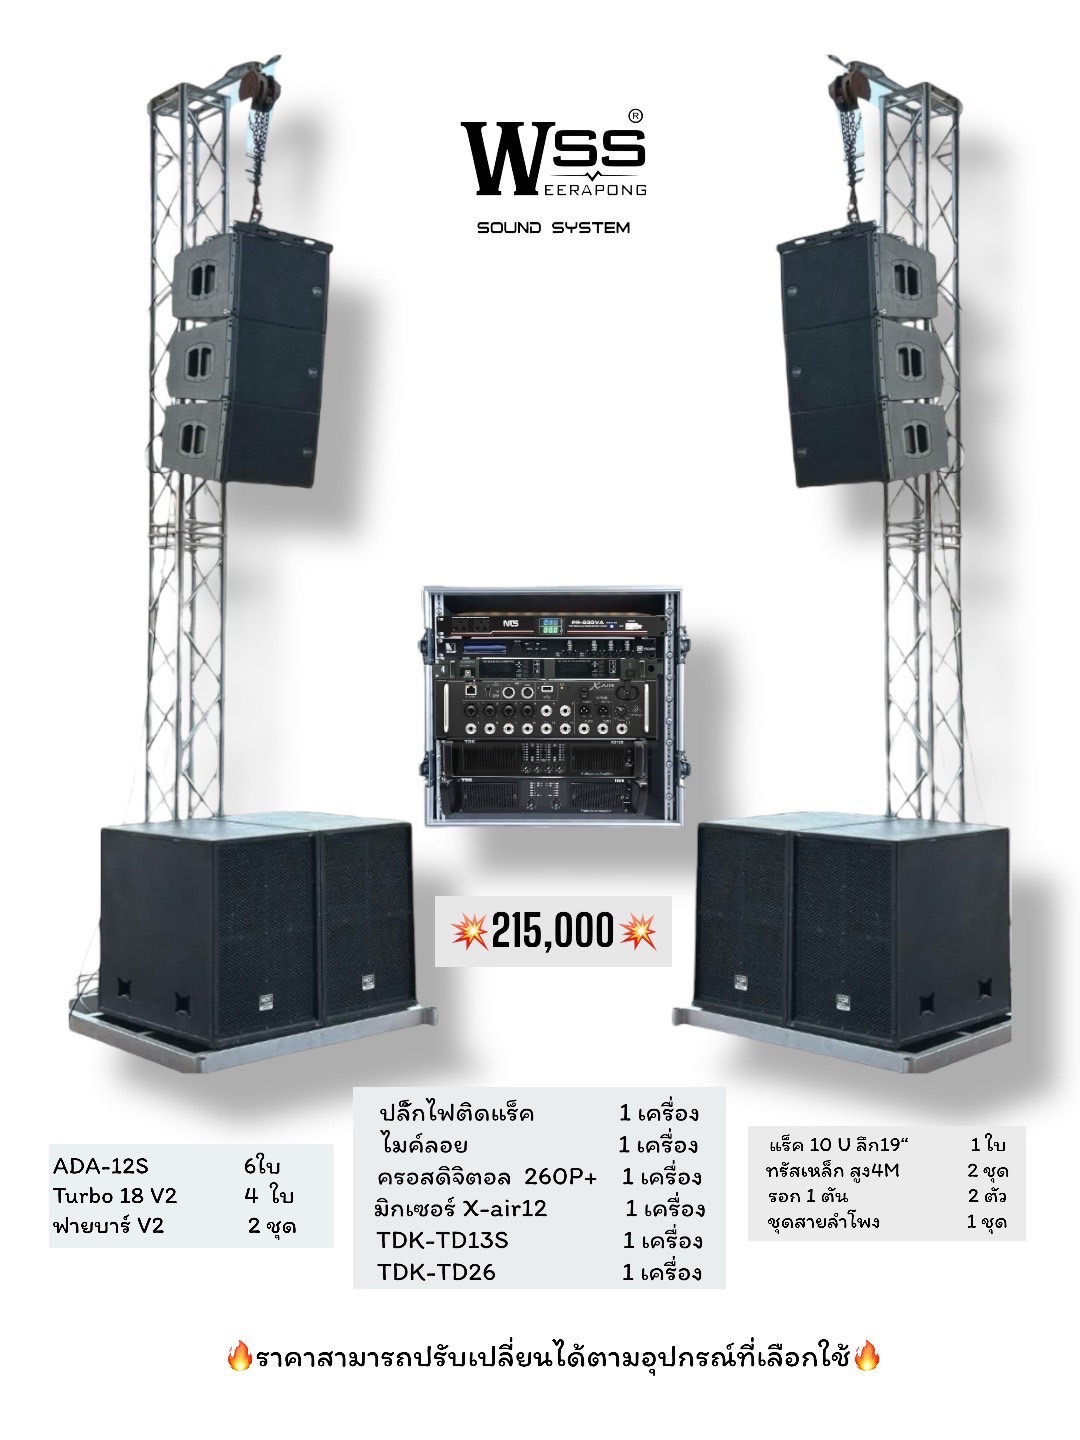 WSS®
EERAPONG
SOUND SYSTEM
💥215,000💥
ADA-12S 6ใบ
Turbo 18 V2 4 ใบ
ฟายบาร์ V2 2 ชุด
ปลั๊กไฟติดแร็ค 1 เครื่อง
ไมค์ลอย 1 เครื่อง
ครอสดิจิตอล 260P+ 1 เครื่อง
มิกเซอร์ X-air12 1 เครื่อง
TDK-TD13S 1 เครื่อง
TDK-TD26 1 เครื่อง
แร็ค 10 U ลึก19“ 1 ใบ
ทรัสเหล็ก สูง4M 2 ชุด
รอก 1 ตัน 2 ตัว
ชุดสายลำโพง 1 ชุด
🔥ราคาสามารถปรับเปลี่ยนได้ตามอุปกรณ์ที่เลือกใช้🔥